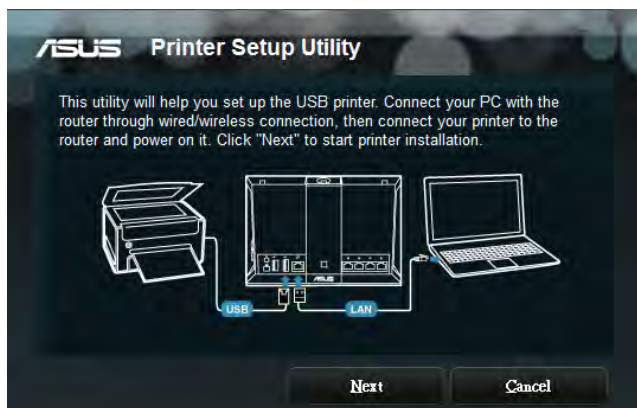 ASUS Printer Setup Utility
This utility will help you set up the USB printer. Connect your PC with the
router through wired/wireless connection, then connect your printer to the
router and power on it. Click "Next" to start printer installation.
ASUS
USB LAN
Next Cancel